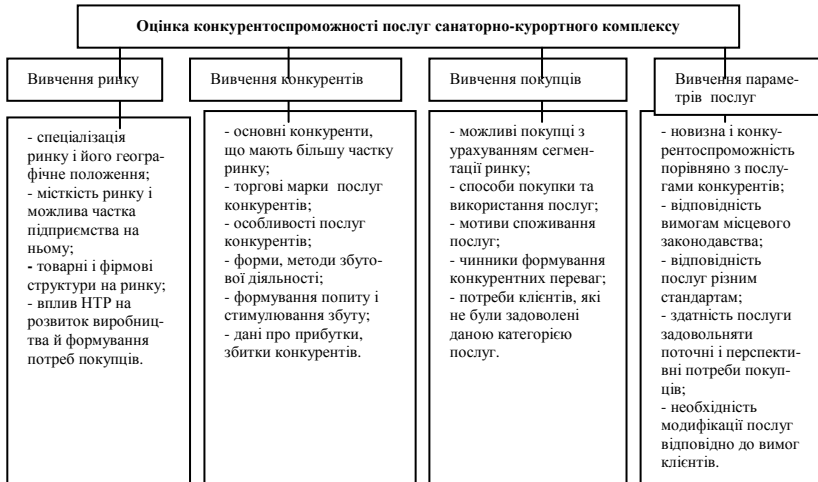 Оцінка конкурентоспроможності послуг санаторно-курортного комплексу
Вивчення ринку
- спеціалізація
ринку і його геогра-
фічне положення;
- місткість ринку і
можлива частка
підприємства на
ньому;
- товарні і фірмові
структури на ринку;
- вплив НТР на
розвиток виробниц-
тва й формування
потреб покупців.
Вивчення конкурентів
- основні конкуренти,
що мають більшу частку
ринку;
- торгові марки послуг
конкурентів;
- особливості послуг
конкурентів;
- форми, методи збуто-
вої діяльності;
- формування попиту і
стимулювання збуту;
- дані про прибутки,
збитки конкурентів.
Вивчення покупців
- можливі покупці з
урахуванням сегмен-
тації ринку;
- способи покупки та
використання послуг;
- мотиви споживання
послуг;
- чинники формування
конкурентних переваг;
- потреби клієнтів, які
не були задоволені
даною категорією
послуг.
Вивчення параме-
трів послуг
- новизна і конку-
рентоспроможність
порівняно з послу-
гами конкурентів;
- відповідність
вимогам місцевого
законодавства;
- відповідність
послуг різним
стандартам;
- здатність послуги
задовольняти
поточні і перспекти-
вні потреби покуп-
ців;
- необхідність
модифікації послуг
відповідно до вимог
клієнтів.